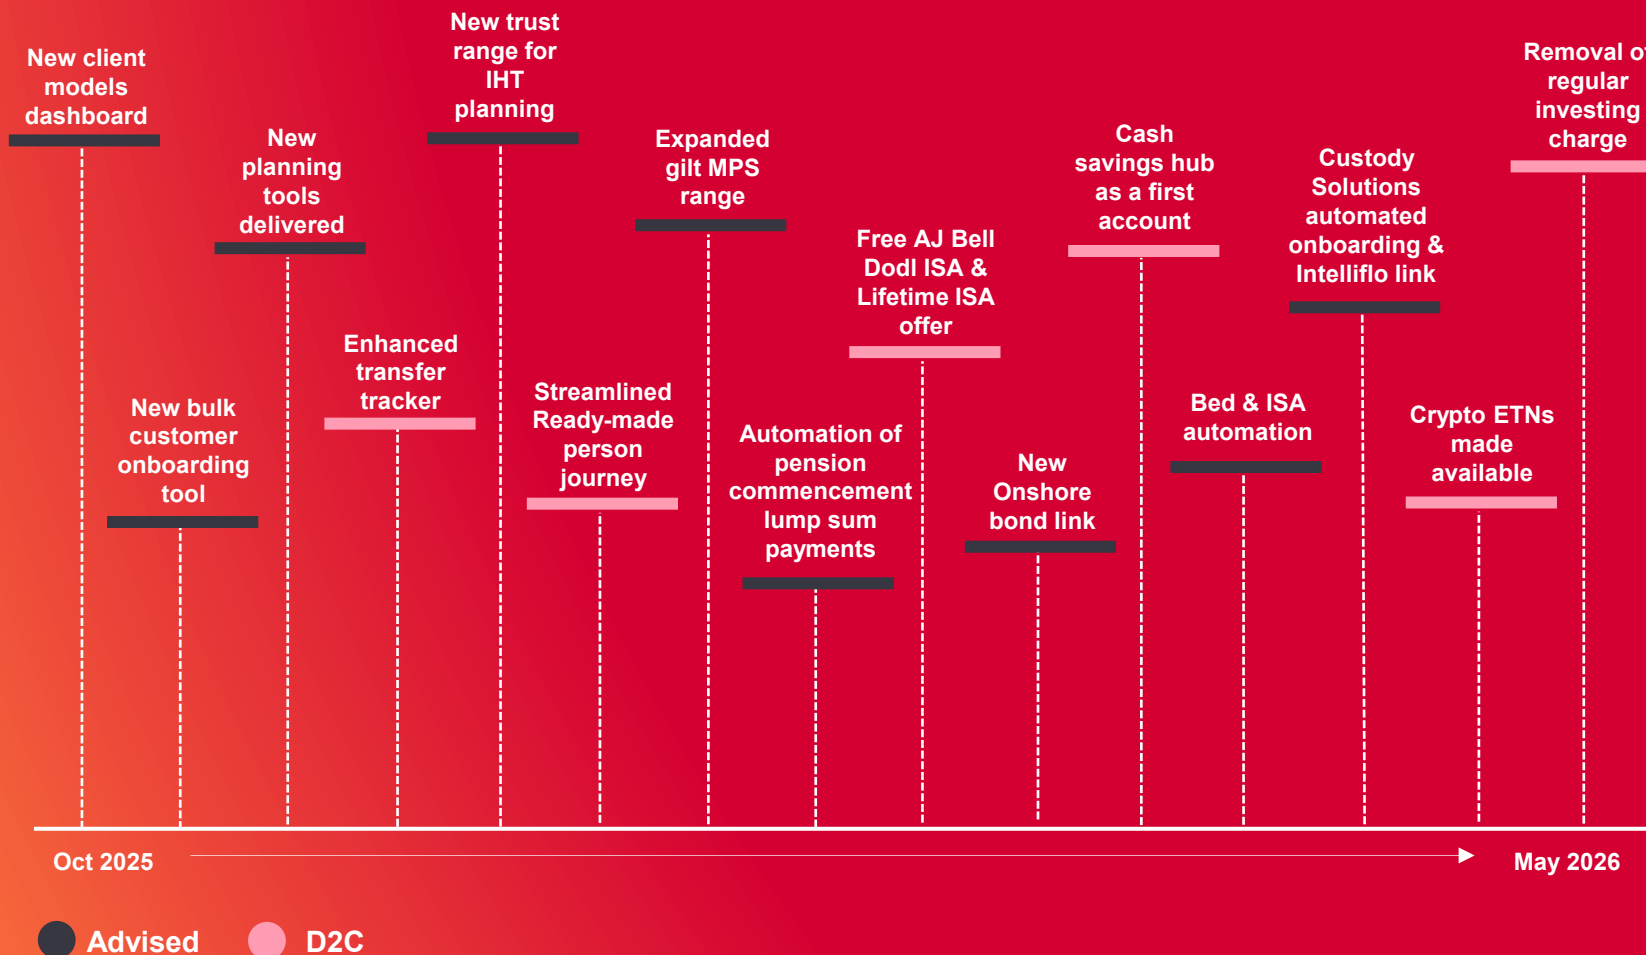 New client
models
dashboard
New bulk
customer
onboarding
tool
New
planning
tools
delivered
Enhanced
transfer
tracker
New trust
range for
IHT
planning
Streamlined
Ready-made
person
journey
Expanded
gilt MPS
range
Automation of
pension
commencement
lump sum
payments
Free AJ Bell
Dodl ISA &
Lifetime ISA
offer
New
Onshore
bond link
Cash
savings hub
as a first
account
Bed & ISA
automation
Custody
Solutions
automated
onboarding &
Intelliflo link
Crypto ETNs
made
available
Removal of
regular
investing
charge
Oct 2025
May 2026
Advised
D2C